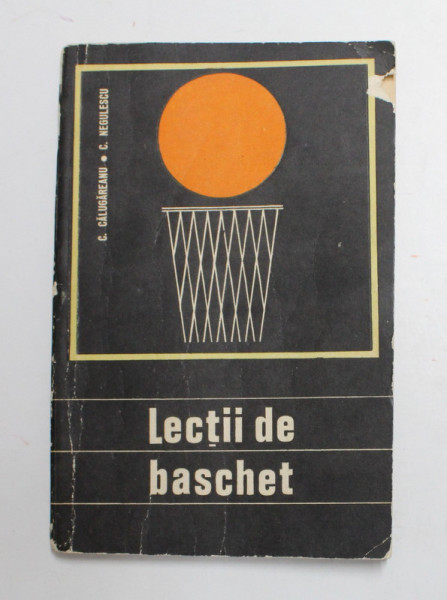 C. CĂLUGĂREANU • C. NEGULESCU
Lecții de
baschet